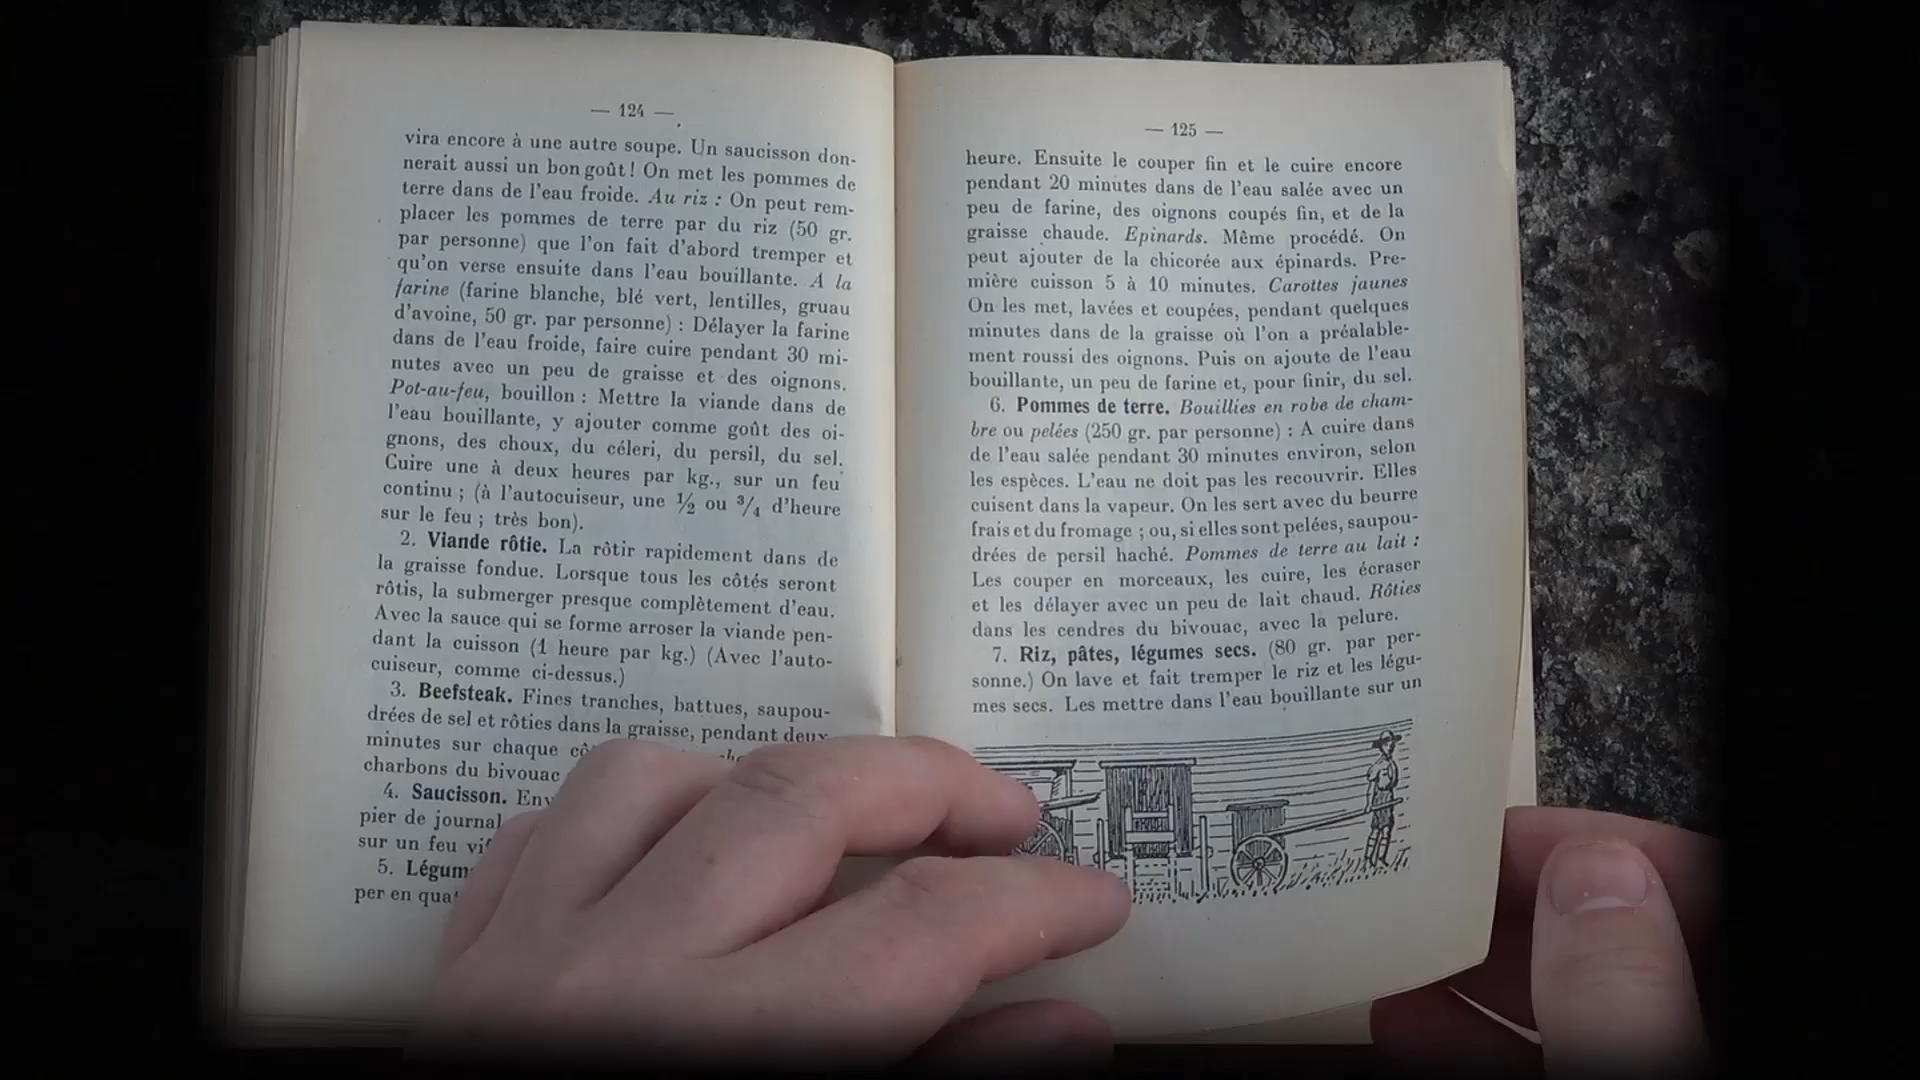 — 124 —
vira encore à une autre soupe. Un saucisson don-
nerait aussi un bon goût! On met les pommes de
terre dans de l'eau froide. Au riz : On peut rem-
placer les pommes de terre par du riz (50 gr.
par personne) que l'on fait d'abord tremper et
qu'on verse ensuite dans l'eau bouillante. A la
farine (farine blanche, blé vert, lentilles, gruau
d'avoine, 50 gr. par personne) : Délayer la farine
dans de l'eau froide, faire cuire pendant 30 mi-
nutes avec un peu de graisse et des oignons.
Pot-au-feu, bouillon : Mettre la viande dans de
l'eau bouillante, y ajouter comme goût des oi-
gnons, des choux, du céleri, du persil, du sel.
Cuire une à deux heures par kg., sur un feu
continu ; (à l'autocuiseur, une ½ ou ¾ d'heure
sur le feu ; très bon).
2. Viande rôtie. La rôtir rapidement dans de
la graisse fondue. Lorsque tous les côtés seront
rôtis, la submerger presque complètement d'eau.
Avec la sauce qui se forme arroser la viande pen-
dant la cuisson (1 heure par kg.) (Avec l'auto-
cuiseur, comme ci-dessus.)
3. Beefsteak. Fines tranches, battues, saupou-
drées de sel et rôties dans la graisse, pendant deux
minutes sur chaque
charbons du bivouac
4. Saucisson.
pier de journal
sur un feu
5.
per en
— 125 —
heure. Ensuite le couper fin et le cuire encore
pendant 20 minutes dans de l'eau salée avec un
peu de farine, des oignons coupés fin, et de la
graisse chaude. Epinards. Même procédé. On
peut ajouter de la chicorée aux épinards. Pre-
mière cuisson 5 à 10 minutes. Carottes jaunes
On les met, lavées et coupées, pendant quelques
minutes dans de la graisse où l'on a préalable-
ment roussi des oignons. Puis on ajoute de l'eau
bouillante, un peu de farine et, pour finir, du sel.
6. Pommes de terre. Bouillies en robe de cham-
bre ou pelées (250 gr. par personne) : A cuire dans
de l'eau salée pendant 30 minutes environ, selon
les espèces. L'eau ne doit pas les recouvrir. Elles
cuisent dans la vapeur. On les sert avec du beurre
frais et du fromage ; ou, si elles sont pelées, saupou-
drées de persil haché. Pommes de terre au lait :
Les couper en morceaux, les cuire, les écraser
et les délayer avec un peu de lait chaud. Rôties
dans les cendres du bivouac, avec la pelure.
7. Riz, pâtes, légumes secs. (80 gr. par per-
sonne.) On lave et fait tremper le riz et les légu-
mes secs. Les mettre dans l'eau bouillante sur un